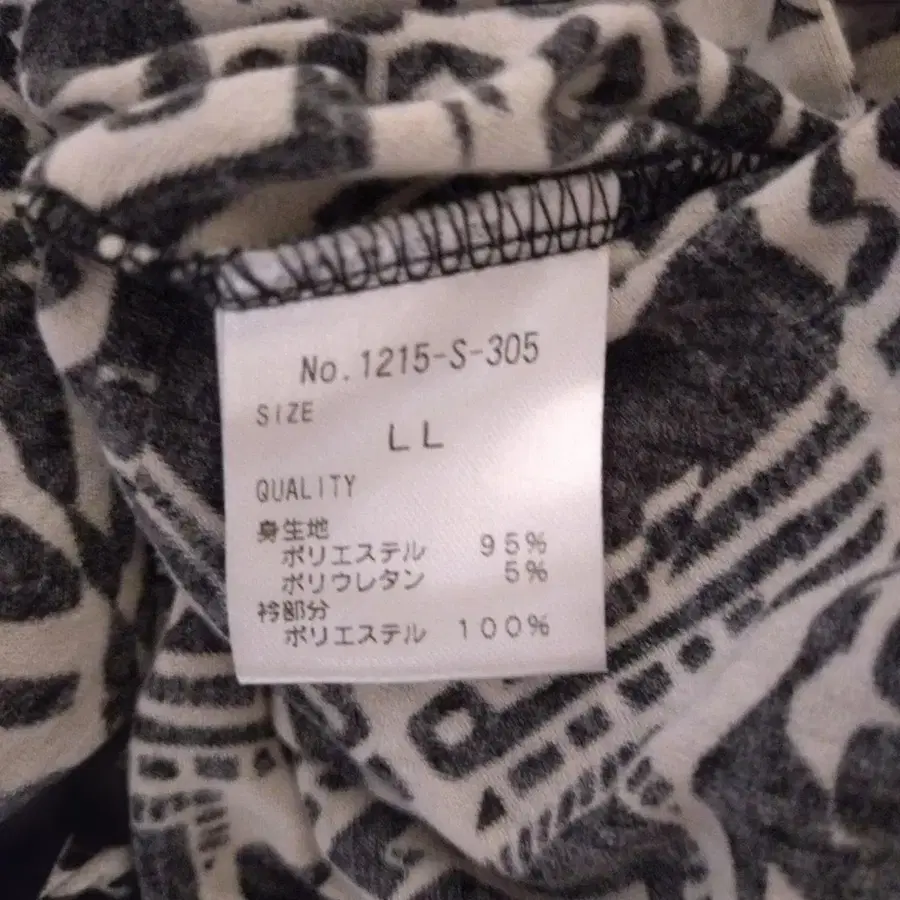 No.1215-S-305
SIZE
LL
QUALITY
身生地
ポリエステル 95%
ポリウレタン 5%
衿部分
ポリエステル 100%